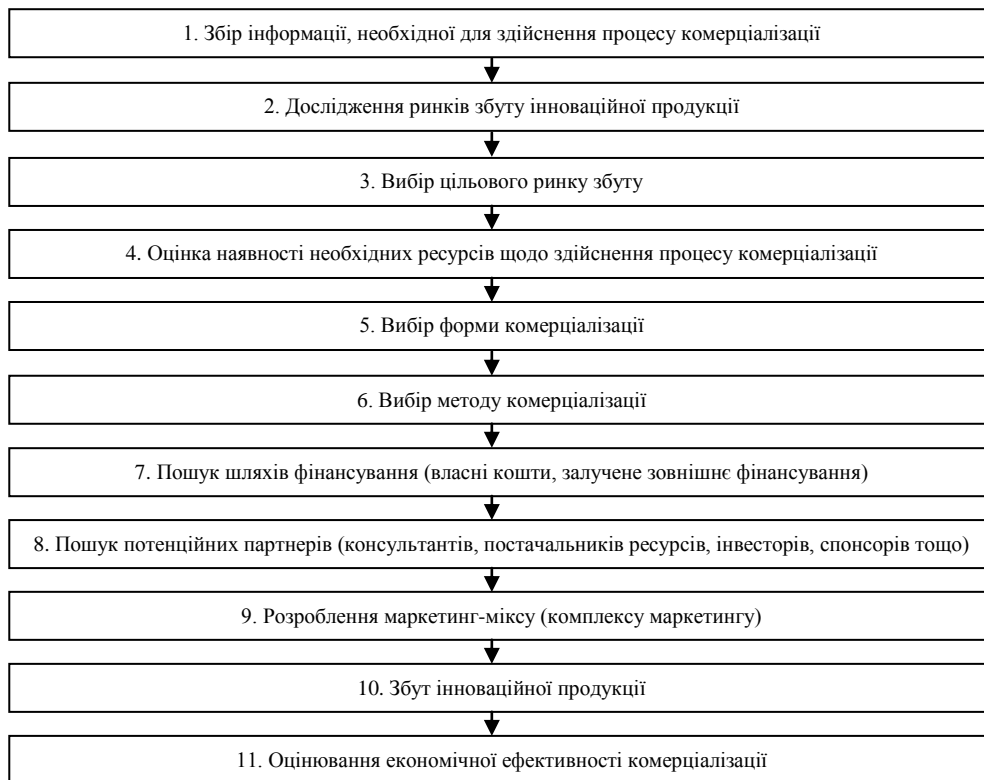 1. Збір інформації, необхідної для здійснення процесу комерціалізації
2. Дослідження ринків збуту інноваційної продукції
3. Вибір цільового ринку збуту
4. Оцінка наявності необхідних ресурсів щодо здійснення процесу комерціалізації
5. Вибір форми комерціалізації
6. Вибір методу комерціалізації
7. Пошук шляхів фінансування (власні кошти, залучене зовнішнє фінансування)
8. Пошук потенційних партнерів (консультантів, постачальників ресурсів, інвесторів, спонсорів тощо)
9. Розроблення маркетинг-міксу (комплексу маркетингу)
10. Збут інноваційної продукції
11. Оцінювання економічної ефективності комерціалізації